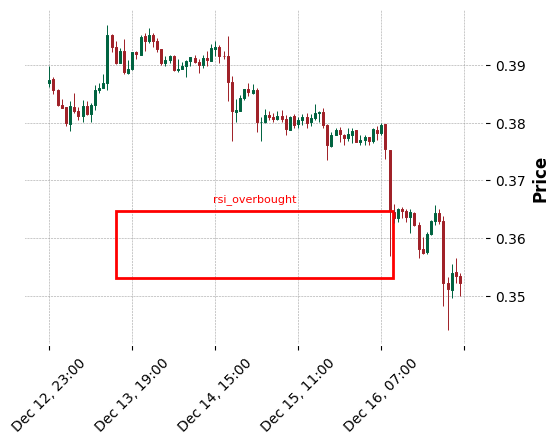 0.39
0.38
0.37
0.36
0.35
Price
rsi_overbought
Dec 12, 23:00
Dec 13, 19:00
Dec 14, 15:00
Dec 15, 11:00
Dec 16, 07:00